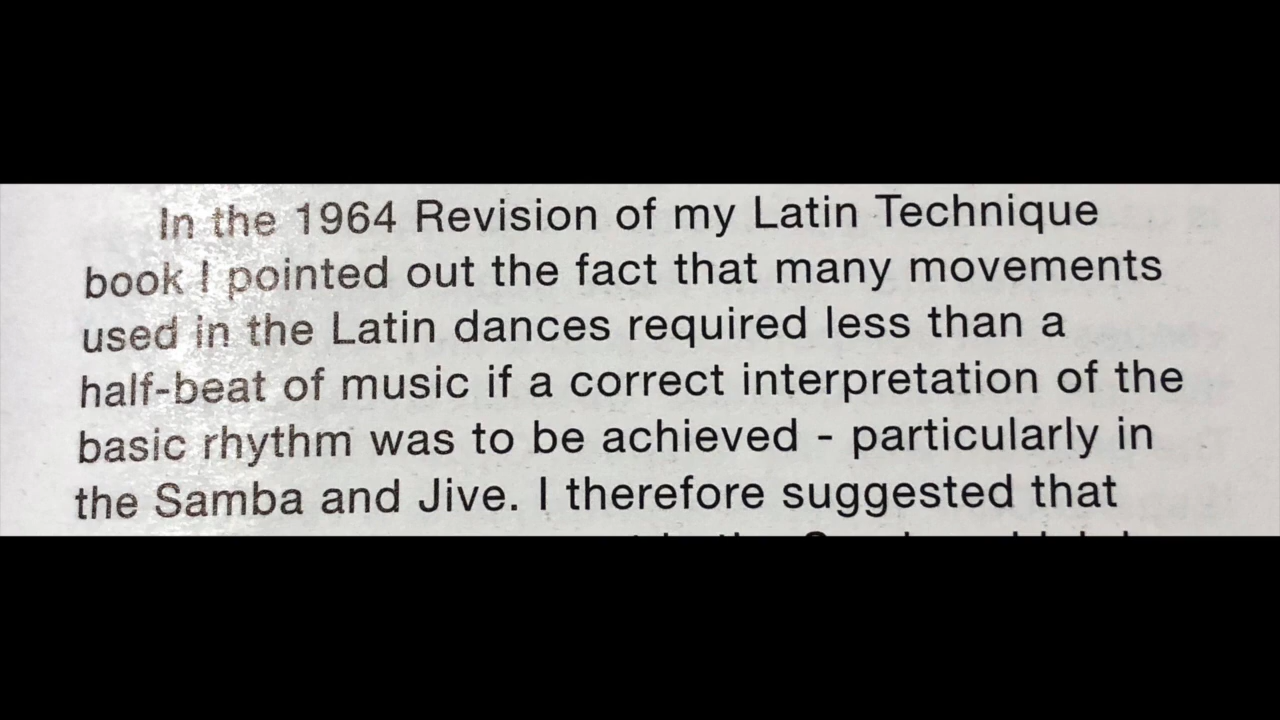 In the 1964 Revision of my Latin Technique
book I pointed out the fact that many movements
used in the Latin dances required less than a
half-beat of music if a correct interpretation of the
basic rhythm was to be achieved - particularly in
the Samba and Jive. I therefore suggested that